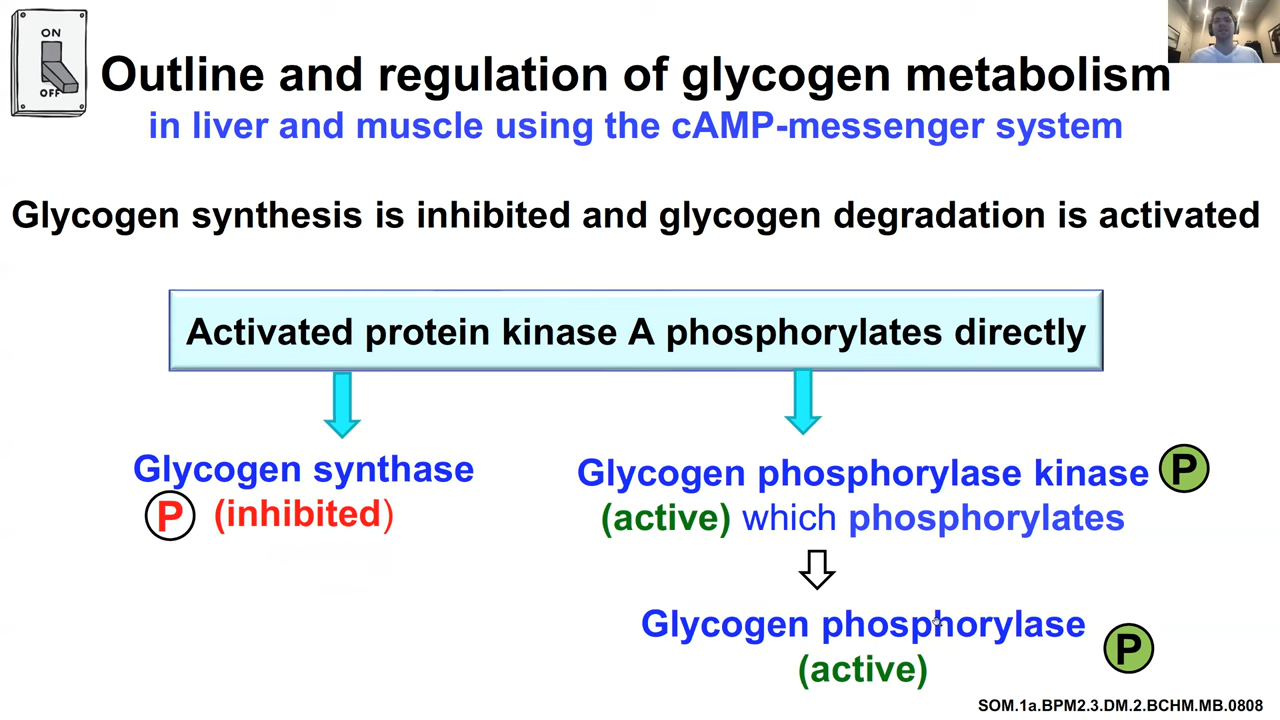 ON
OFF
Outline and regulation of glycogen metabolism
in liver and muscle using the cAMP-messenger system
Glycogen synthesis is inhibited and glycogen degradation is activated
Activated protein kinase A phosphorylates directly
Glycogen synthase
P (inhibited)
Glycogen phosphorylase kinase P
(active) which phosphorylates
Glycogen phosphorylase
P
(active)
SOM.1a.BPM2.3.DM.2.BCHM.MB.0808